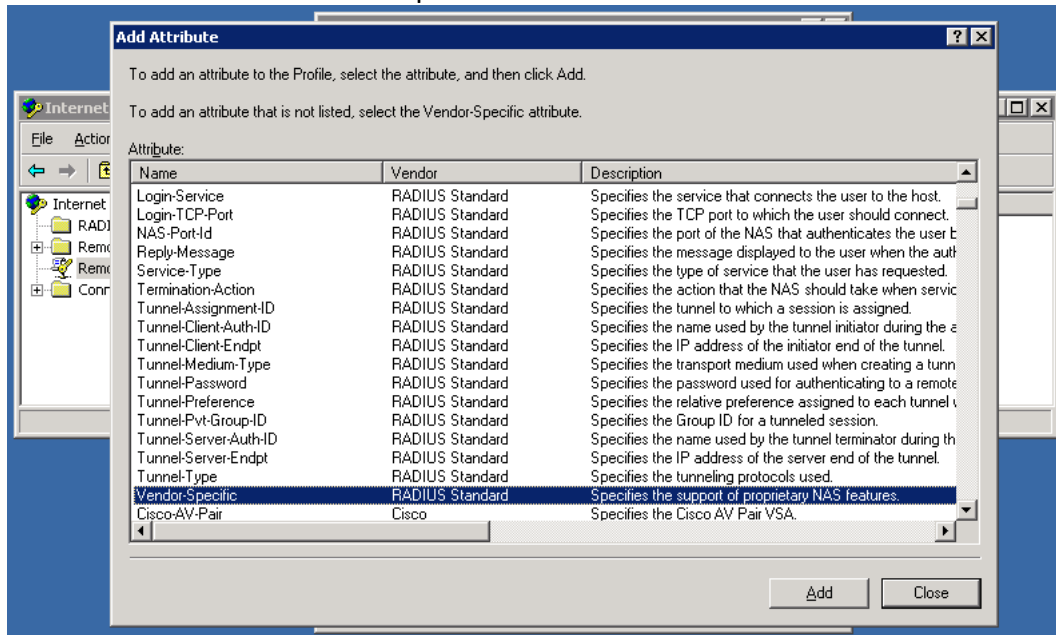 Add Attribute
To add an attribute to the Profile, select the attribute, and then click Add.
To add an attribute that is not listed, select the Vendor-Specific attribute.
Internet
File Action
Attribute:
Name Vendor Description
Login-Service RADIUS Standard Specifies the service that connects the user to the host.
Login-TCP-Port RADIUS Standard Specifies the TCP port to which the user should connect.
NAS-Port-Id RADIUS Standard Specifies the port of the NAS that authenticates the user
Reply-Message RADIUS Standard Specifies the message displayed to the user when the
Service-Type RADIUS Standard Specifies the type of service that the user has requested.
Termination-Action RADIUS Standard Specifies the action that the NAS should take when
Tunnel-Assignment-ID RADIUS Standard Specifies the tunnel to which a session is assigned.
Tunnel-Client-Auth-ID RADIUS Standard Specifies the name used by the tunnel initiator during the
Tunnel-Client-Endpt RADIUS Standard Specifies the IP address of the initiator end of the tunnel.
Tunnel-Medium-Type RADIUS Standard Specifies the transport medium used when creating a
Tunnel-Password RADIUS Standard Specifies the password used for authenticating to a remote
Tunnel-Preference RADIUS Standard Specifies the relative preference assigned to each tunnel
Tunnel-Pvt-Group-ID RADIUS Standard Specifies the Group ID for a tunneled session.
Tunnel-Server-Auth-ID RADIUS Standard Specifies the name used by the tunnel terminator during
Tunnel-Server-Endpt RADIUS Standard Specifies the IP address of the server end of the tunnel.
Tunnel-Type RADIUS Standard Specifies the tunneling protocols used.
Vendor-Specific RADIUS Standard Specifies the support of proprietary NAS features.
Cisco-AV-Pair Cisco Specifies the Cisco AV Pair VSA.
Internet
RADI
Remo
Remo
Conr
Add Close